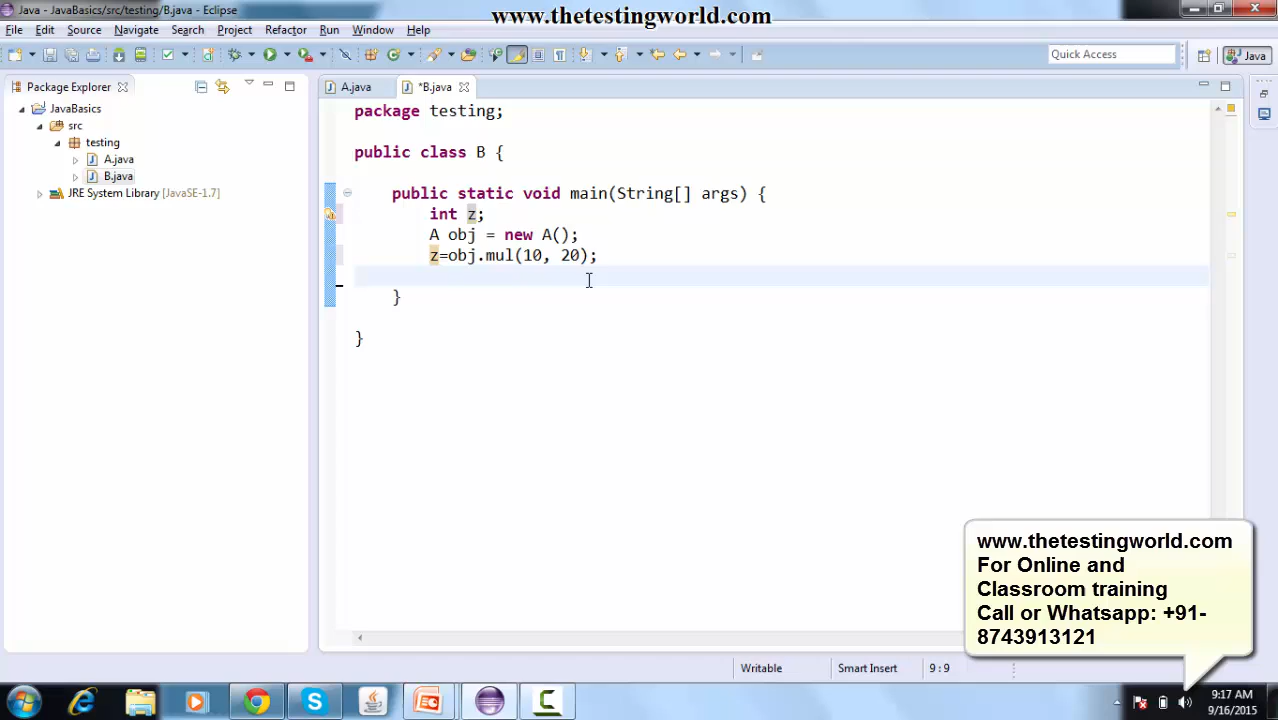 Java - JavaBasics/src/testing/B.java - Eclipse
www.thetestingworld.com
File Edit Source Navigate Search Project Refactor Run Window Help
Quick Access
Java
Package Explorer
A.java
*B.java
JavaBasics
src
testing
A.java
B.java
JRE System Library [JavaSE-1.7]
package testing;
public class B {
public static void main(String[] args) {
int z;
A obj = new A();
z=obj.mul(10, 20);
}
}
www.thetestingworld.com
For Online and
Classroom training
Call or Whatsapp: +91-
8743913121
Writable
Smart Insert
9:9
9:17 AM
9/16/2015